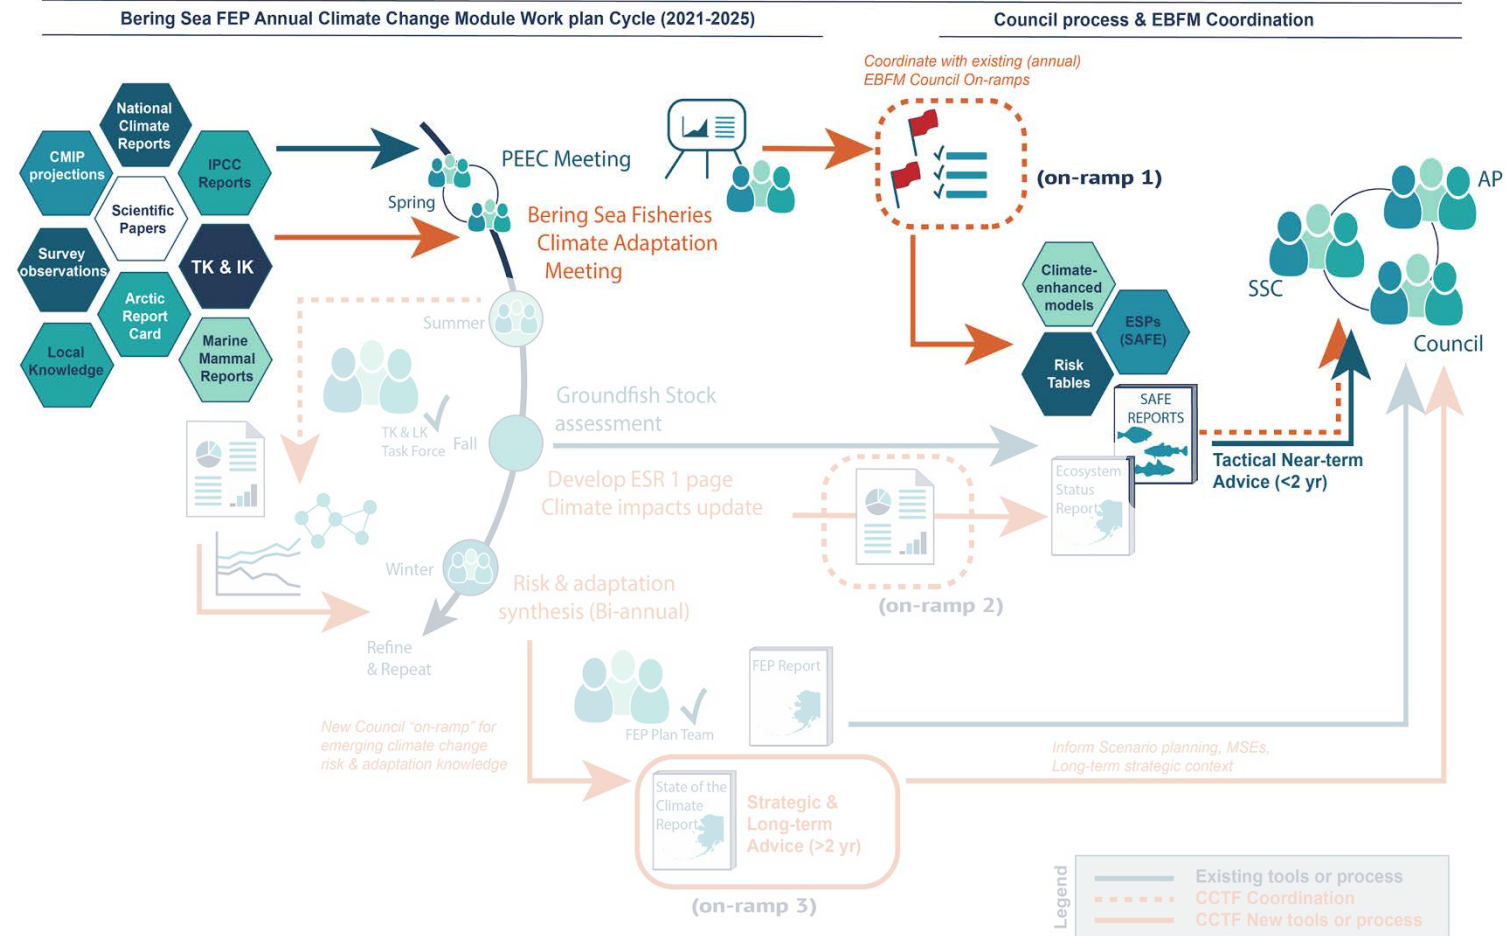 Bering Sea FEP Annual Climate Change Module Work plan Cycle (2021-2025)
Council process & EBFM Coordination
Coordinate with existing (annual)
EBFM Council On-ramps
National
Climate
Reports
CMIP
projections
IPCC
Reports
Scientific
Papers
Survey
observations
TK & IK
Arctic
Report
Card
Local
Knowledge
Marine
Mammal
Reports
PEEC Meeting
Spring
Bering Sea Fisheries
Climate Adaptation
Meeting
(on-ramp 1)
AP
SSC
Council
Climate-
enhanced
models
ESPs
(SAFE)
Risk
Tables
Summer
SAFE
REPORTS
Groundfish Stock
assessment
TK & LK
Task Force
Fall
Tactical Near-term
Advice (<2 yr)
Develop ESR 1 page
Climate impacts update
Ecosystem
Status
Report
Winter
Risk & adaptation
synthesis (Bi-annual)
(on-ramp 2)
Refine
& Repeat
FEP Report
FEP Plan Team
New Council “on-ramp” for
emerging climate change
risk & adaptation knowledge
Inform Scenario planning, MSEs,
Long-term strategic context
State of the
Climate
Report
Strategic &
Long-term
Advice (>2 yr)
(on-ramp 3)
Legend
Existing tools or process
CCTF Coordination
CCTF New tools or process